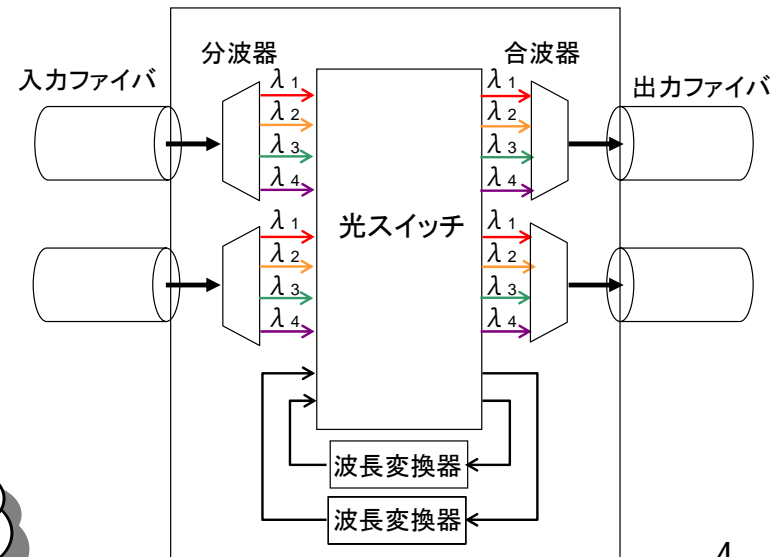 分波器
合波器
入力ファイバ
出力ファイバ
λ1
λ2
λ3
λ4
λ1
λ2
λ3
λ4
光スイッチ
λ1
λ2
λ3
λ4
λ1
λ2
λ3
λ4
波長変換器
波長変換器
4